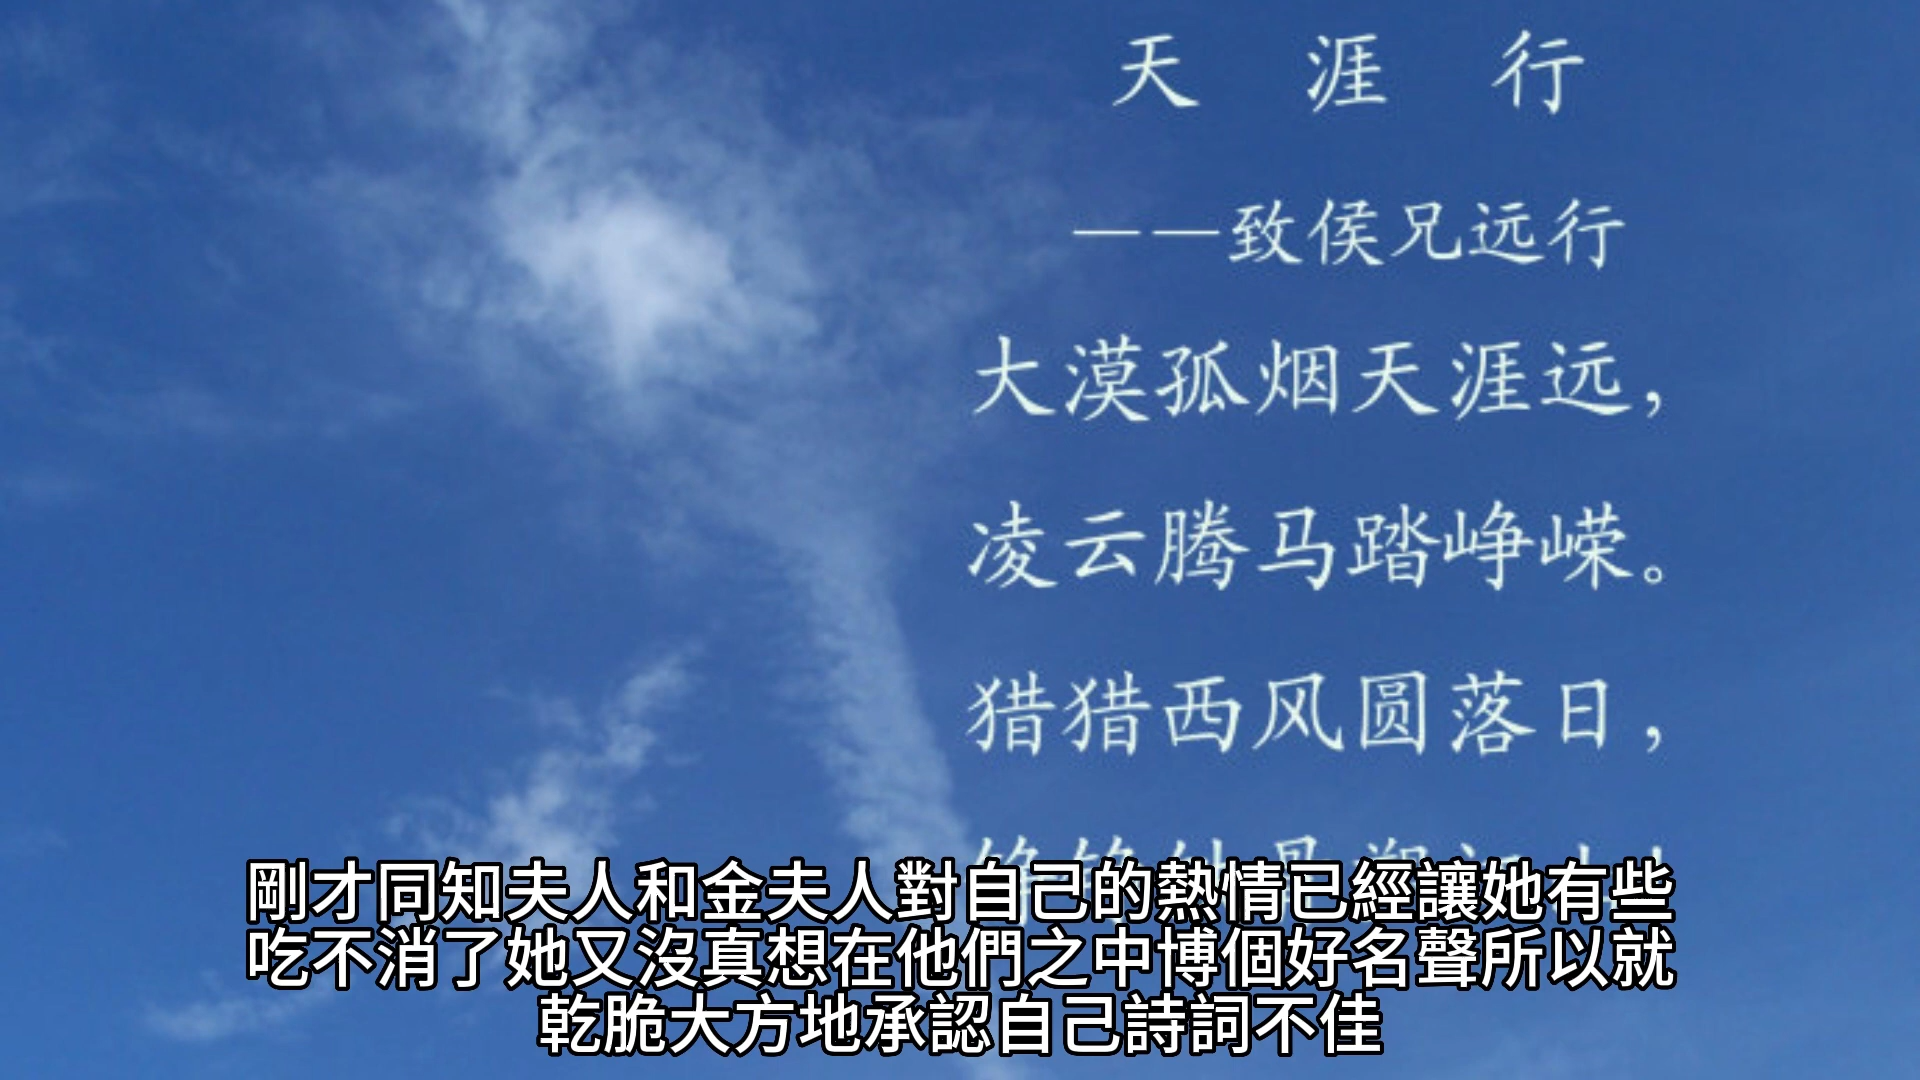 天 涯 行
——致侯兄远行
大漠孤烟天涯远，
凌云腾马踏峥嵘。
猎猎西风圆落日，
剛才同知夫人和金夫人對自己的熱情已經讓她有些
吃不消了她又沒真想在他們之中博個好名聲所以就
乾脆大方地承認自己詩詞不佳